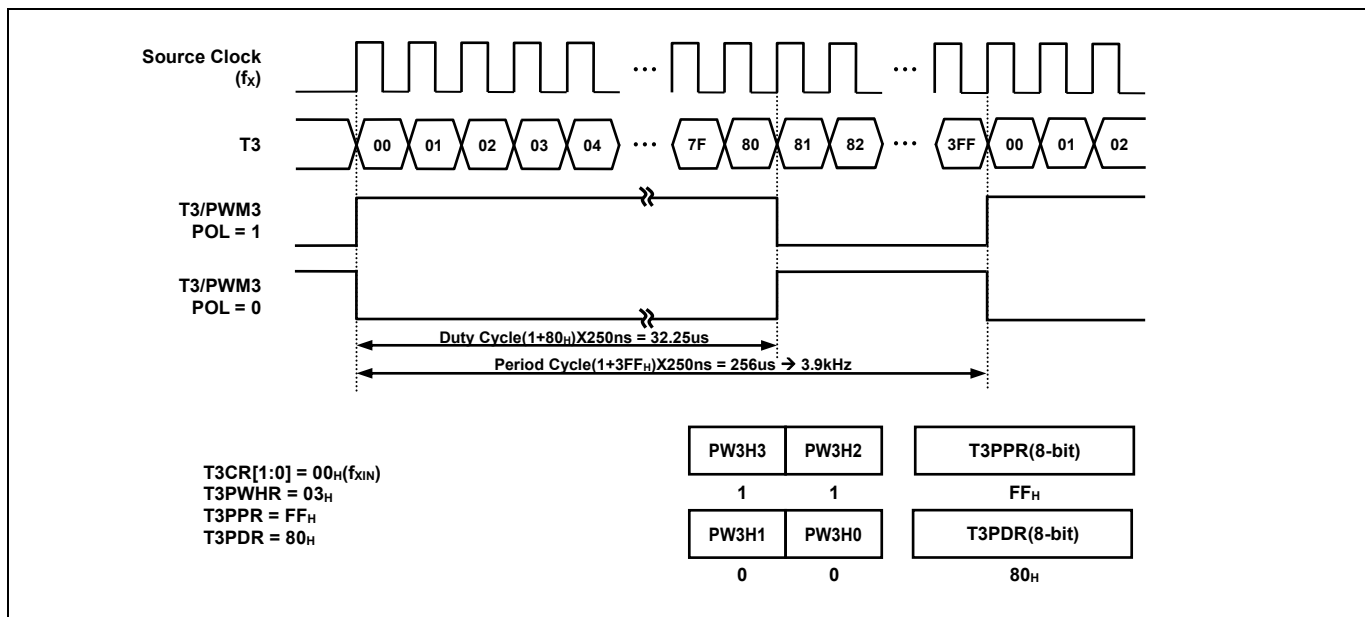 Source Clock
(fX)
T3
00 01 02 03 04 ··· 7F 80 81 82 ··· 3FF 00 01 02
T3/PWM3
POL = 1
T3/PWM3
POL = 0
Duty Cycle(1+80H)X250ns = 32.25us
Period Cycle(1+3FFH)X250ns = 256us → 3.9kHz
T3CR[1:0] = 00H(fXIN)
T3PWHR = 03H
T3PPR = FFH
T3PDR = 80H
PW3H3 PW3H2 T3PPR(8-bit)
1 1 FFH
PW3H1 PW3H0 T3PDR(8-bit)
0 0 80H